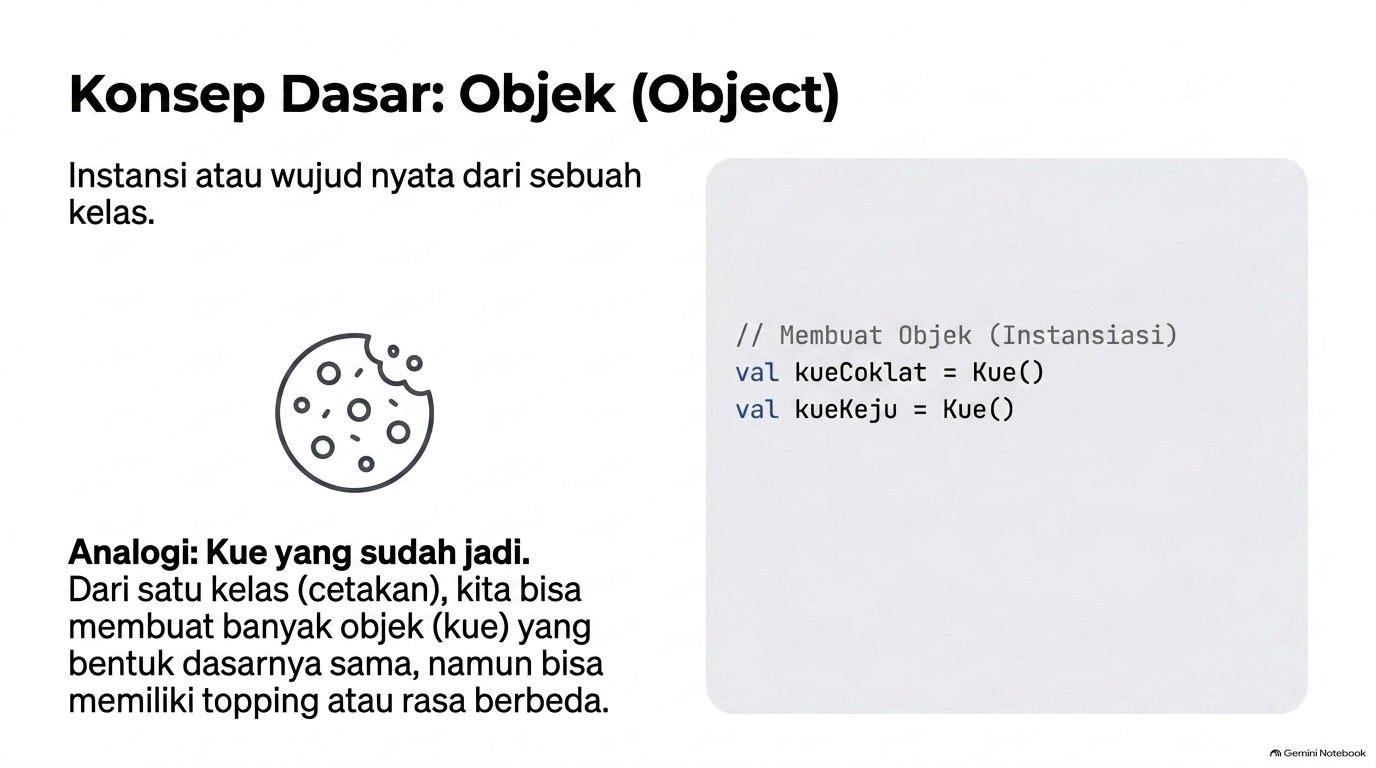 Konsep Dasar: Objek (Object)
Instansi atau wujud nyata dari sebuah
kelas.
Analogi: Kue yang sudah jadi.
Dari satu kelas (cetakan), kita bisa
membuat banyak objek (kue) yang
bentuk dasarnya sama, namun bisa
memiliki topping atau rasa berbeda.
// Membuat Objek (Instansiasi)
val kueCoklat = Kue()
val kueKeju = Kue()
Gemini Notebook